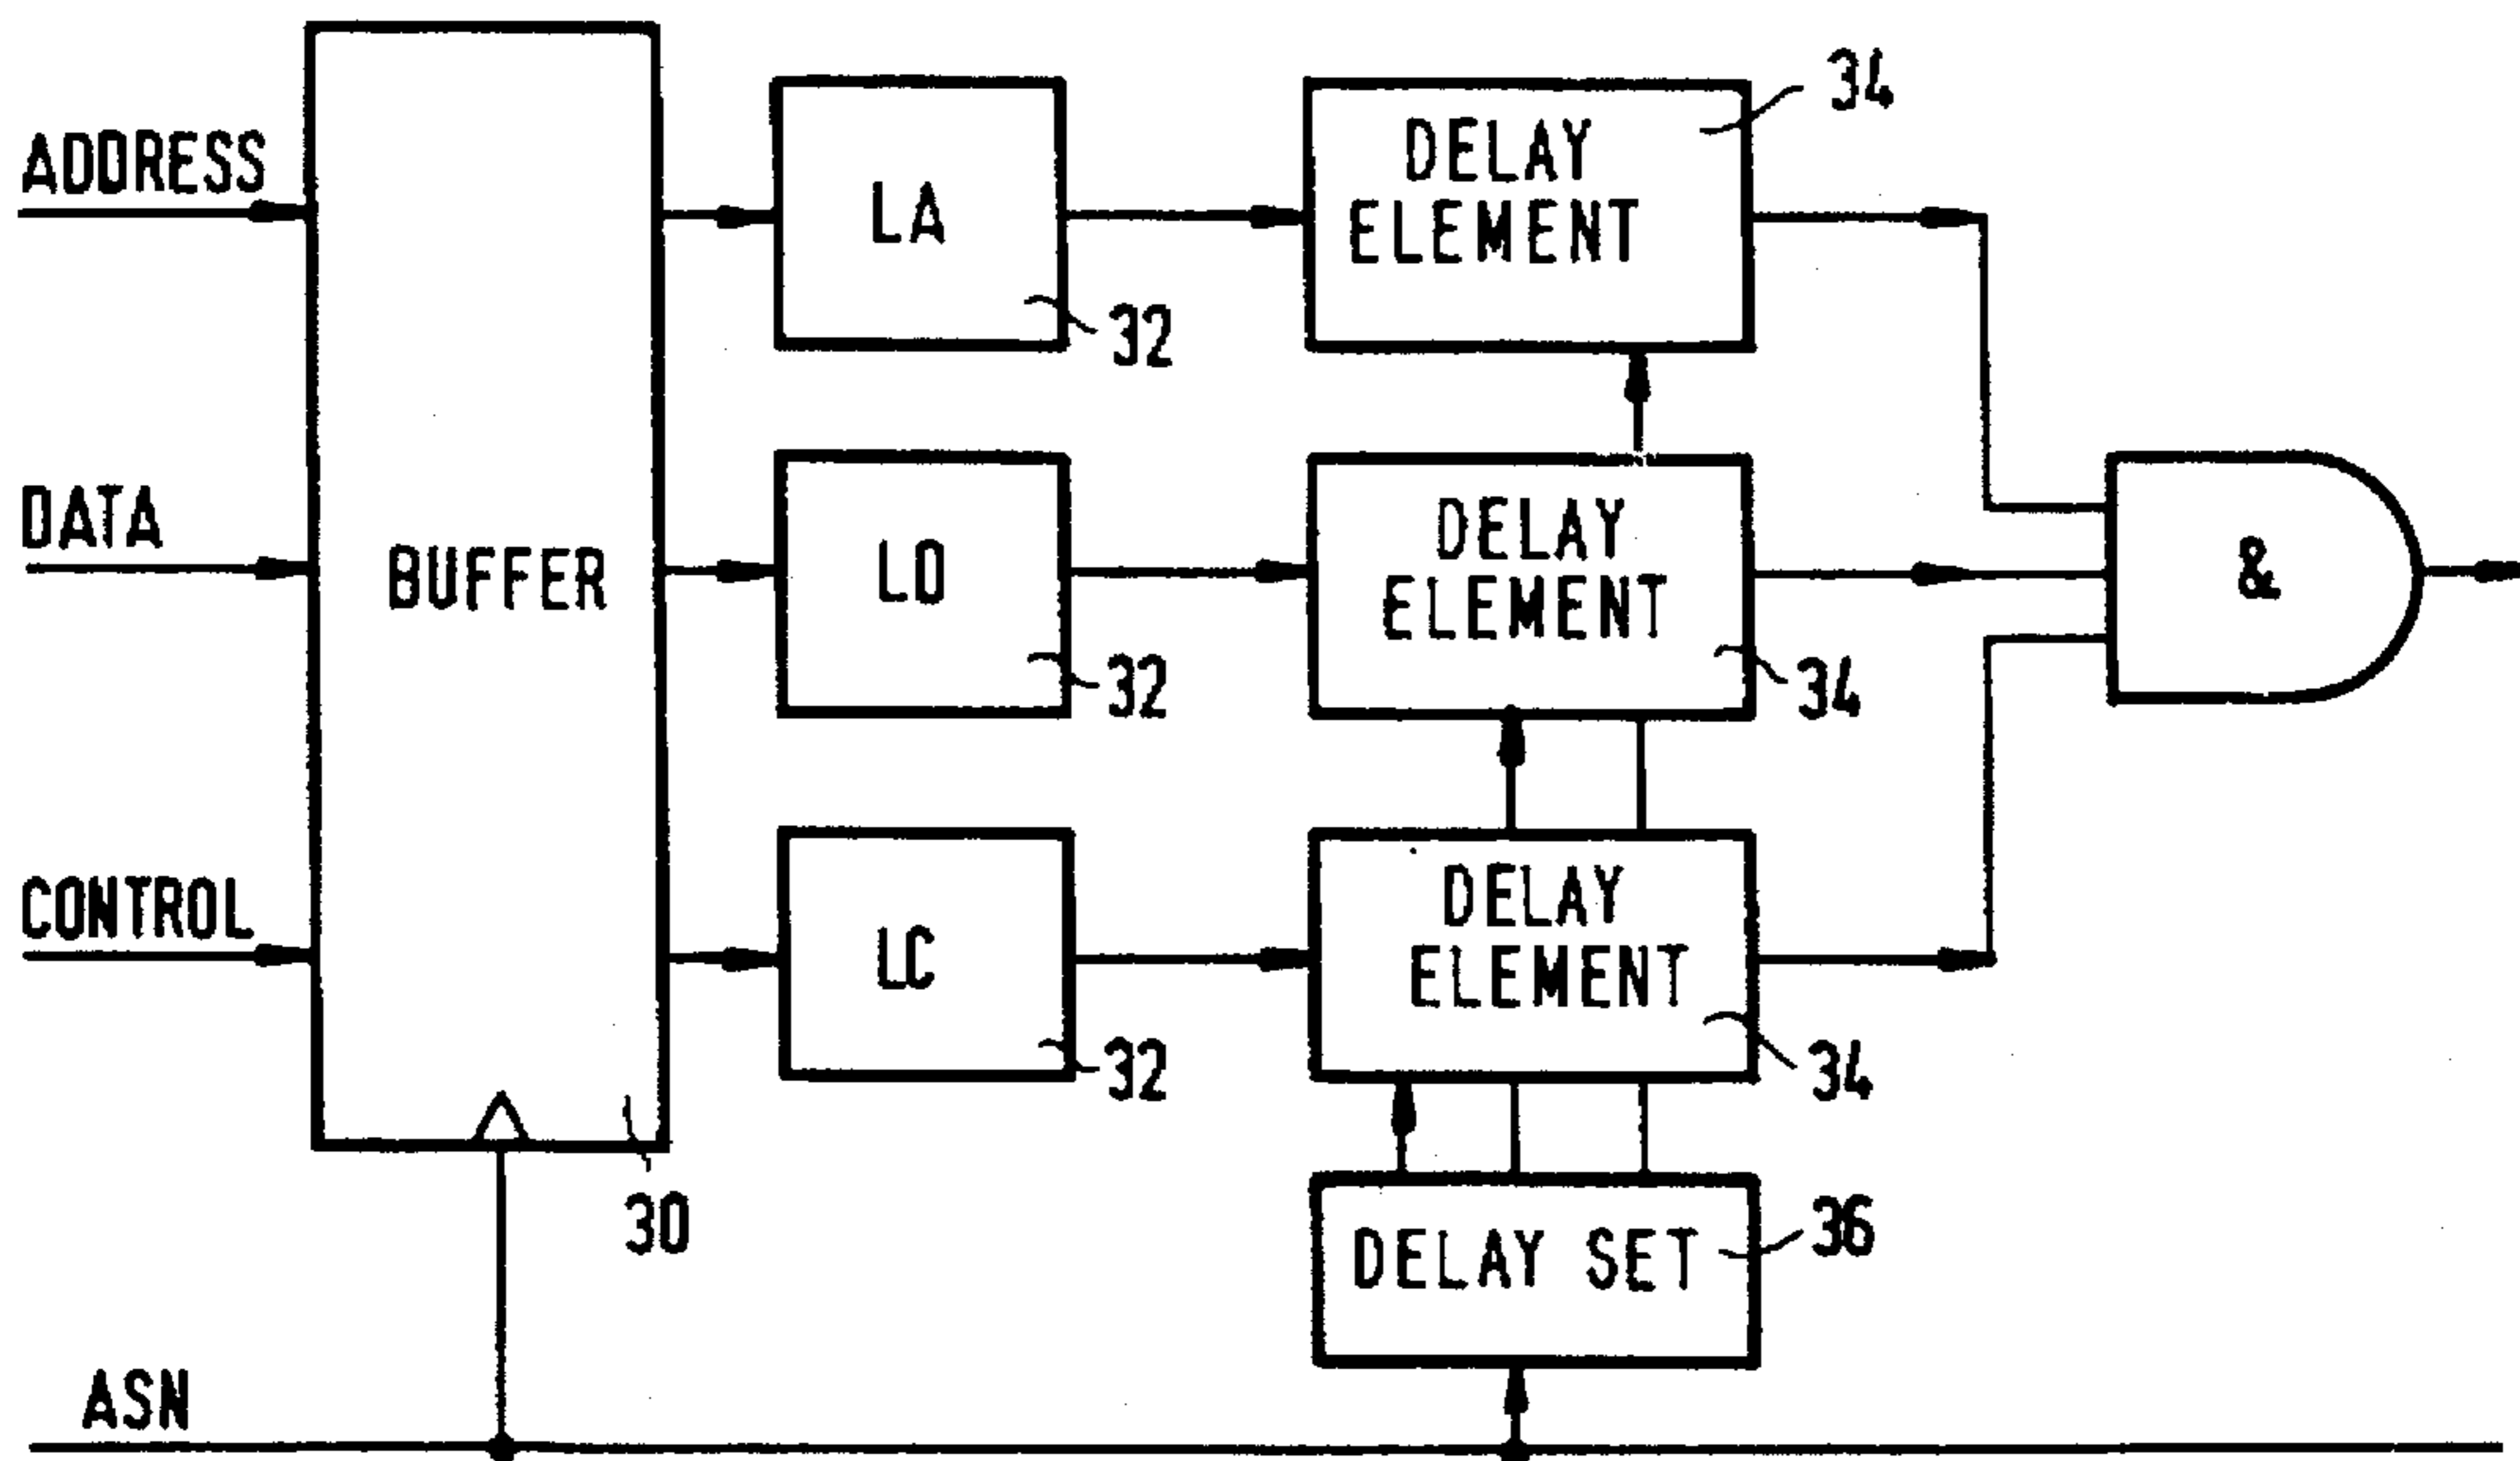 ADDRESS
DATA
CONTROL
ASN
BUFFER
30
LA
32
LD
32
LC
32
DELAY
ELEMENT
34
DELAY
ELEMENT
34
DELAY
ELEMENT
34
DELAY SET
36
&